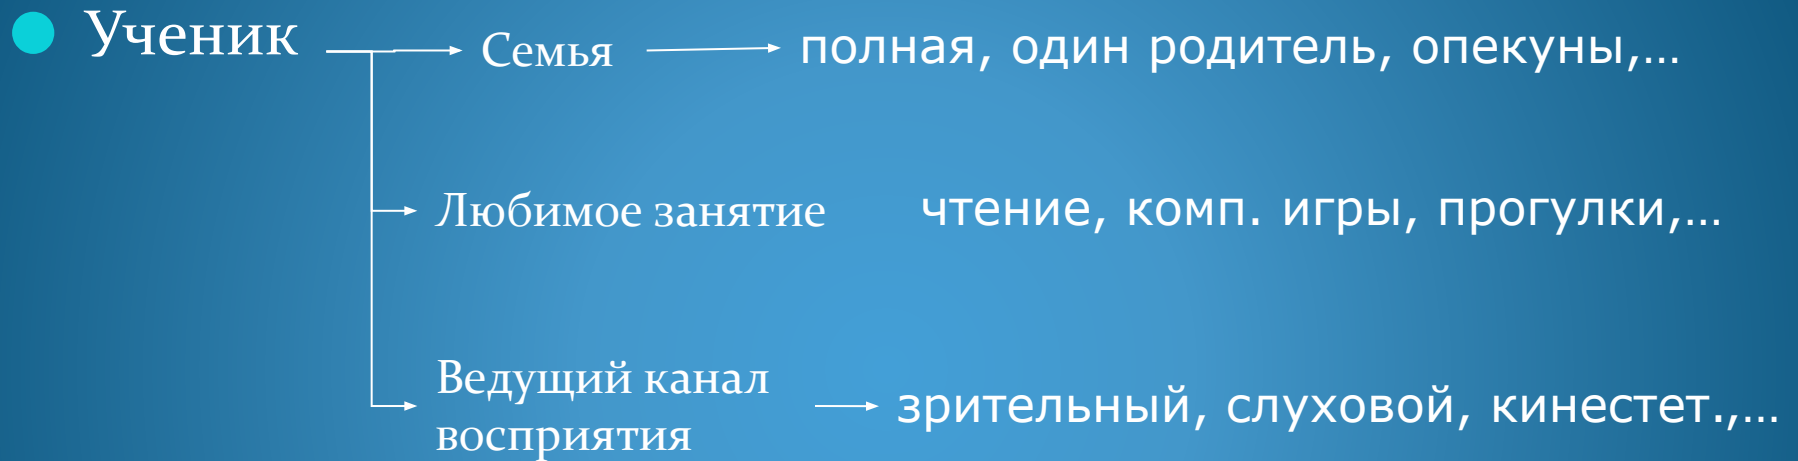 Ученик
Семья
полная, один родитель, опекуны,...
Любимое занятие
чтение, комп. игры, прогулки,...
Ведущий канал
восприятия
зрительный, слуховой, кинестет.,...